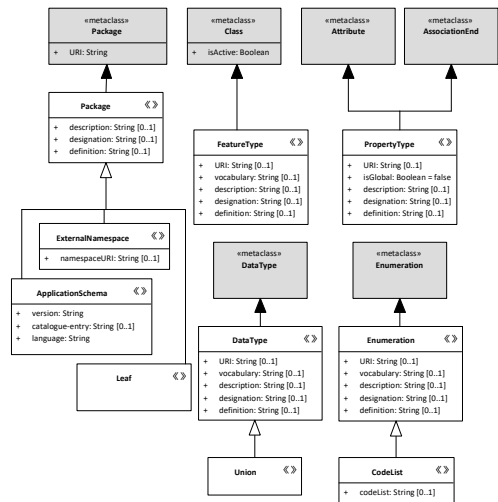 «metaclass»
Package
+ URI: String
«metaclass»
Class
+ isActive: Boolean
«metaclass»
Attribute
«metaclass»
AssociationEnd
Package «»
+ description: String [0..1]
+ designation: String [0..1]
+ definition: String [0..1]
FeatureType «»
+ URI: String [0..1]
+ vocabulary: String [0..1]
+ description: String [0..1]
+ designation: String [0..1]
+ definition: String [0..1]
PropertyType «»
+ URI: String [0..1]
+ isGlobal: Boolean = false
+ description: String [0..1]
+ designation: String [0..1]
+ definition: String [0..1]
ExternalNamespace «»
+ namespaceURI: String [0..1]
ApplicationSchema «»
+ version: String
+ catalogue-entry: String [0..1]
+ language: String
Leaf «»
«metaclass»
DataType
«metaclass»
Enumeration
DataType «»
+ URI: String [0..1]
+ vocabulary: String [0..1]
+ description: String [0..1]
+ designation: String [0..1]
+ definition: String [0..1]
Enumeration «»
+ URI: String [0..1]
+ vocabulary: String [0..1]
+ description: String [0..1]
+ designation: String [0..1]
+ definition: String [0..1]
Union «»
CodeList «»
+ codeList: String [0..1]